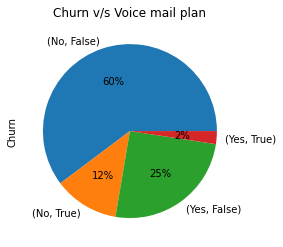 Churn v/s Voice mail plan
(No, False)
60%
Churn
2%
(Yes, True)
12%
25%
(No, True)
(Yes, False)